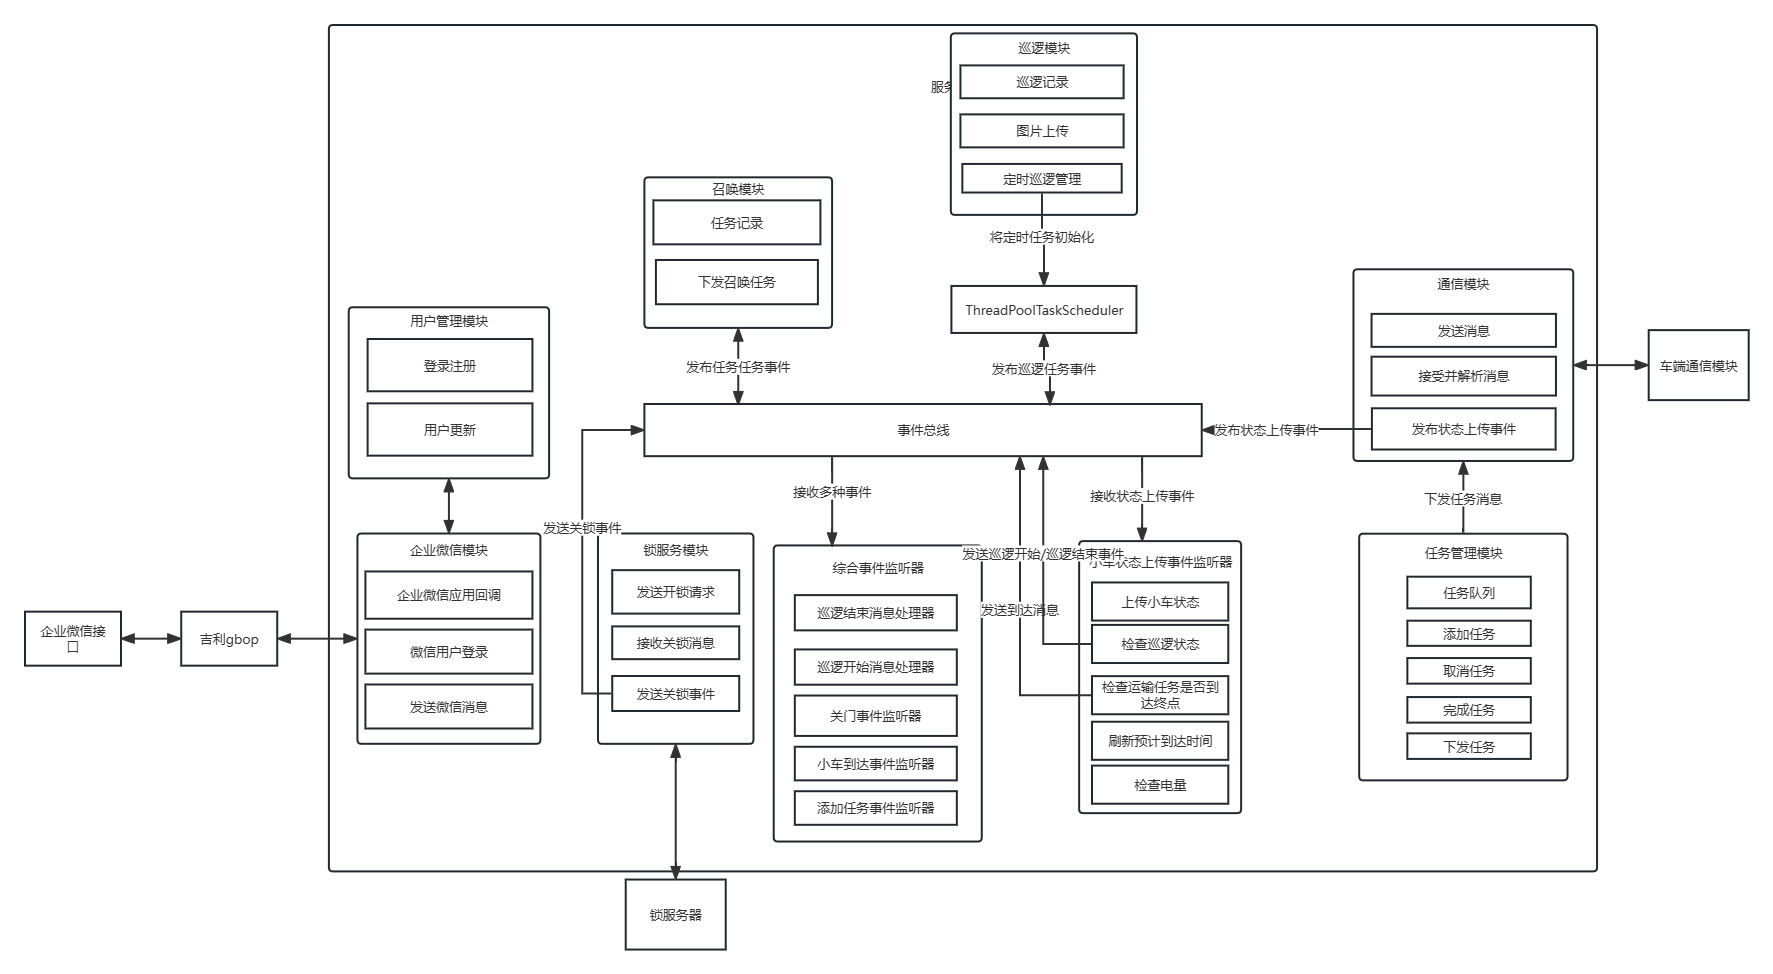 巡逻模块
服务
巡逻记录
图片上传
定时巡逻管理
将定时任务初始化
ThreadPoolTaskScheduler
发布巡逻任务事件
召唤模块
任务记录
下发召唤任务
发布任务任务事件
用户管理模块
登录注册
用户更新
通信模块
发送消息
接受并解析消息
发布状态上传事件
车端通信模块
事件总线
发布状态上传事件
接收多种事件
接收状态上传事件
下发任务消息
发送关锁事件
企业微信模块
企业微信应用回调
微信用户登录
发送微信消息
企业微信接
口
吉利gbop
锁服务模块
发送开锁请求
接收关锁消息
发送关锁事件
综合事件监听器
巡逻结束消息处理器
巡逻开始消息处理器
关门事件监听器
小车到达事件监听器
添加任务事件监听器
发送巡逻开始/巡逻结束事件
发送到达消息
小车状态上传事件监听器
上传小车状态
检查巡逻状态
检查运输任务是否到
达终点
刷新预计到达时间
检查电量
任务管理模块
任务队列
添加任务
取消任务
完成任务
下发任务
锁服务器